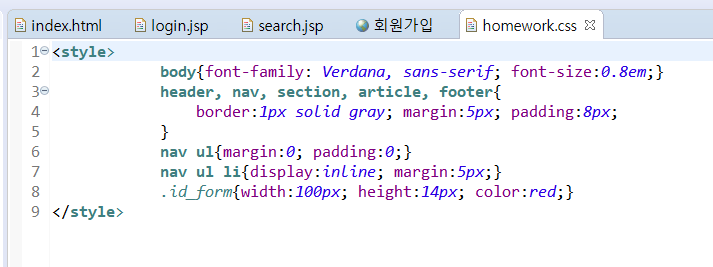 index.html login.jsp search.jsp 회원가입 homework.css
1 <style>
2 body{font-family: Verdana, sans-serif; font-size:0.8em;}
3 header, nav, section, article, footer{
4 border:1px solid gray; margin:5px; padding:8px;
5 }
6 nav ul{margin:0; padding:0;}
7 nav ul li{display:inline; margin:5px;}
8 .id_form{width:100px; height:14px; color:red;}
9 </style>